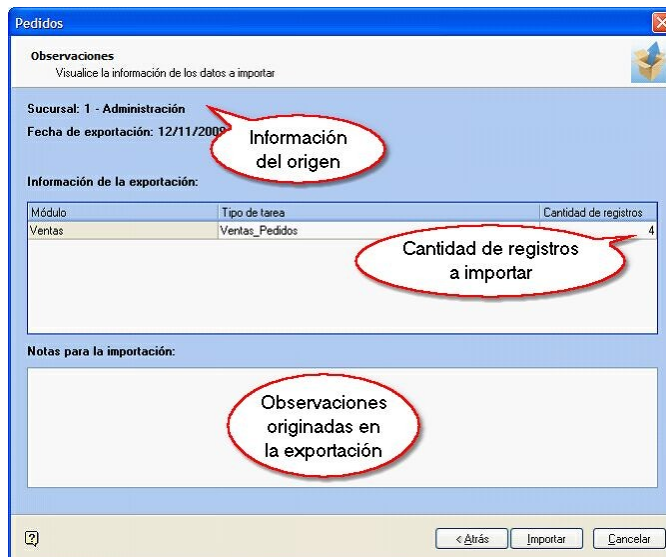 Pedidos
Observaciones
Visualice la información de los datos a importar
Sucursal: 1 - Administración
Fecha de exportación: 12/11/2009
Información
del origen
Información de la exportación:
Módulo Tipo de tarea Cantidad de registros
Ventas Ventas_Pedidos 4
Cantidad de registros
a importar
Notas para la importación:
Observaciones
originadas en
la exportación
< Atrás Importar Cancelar